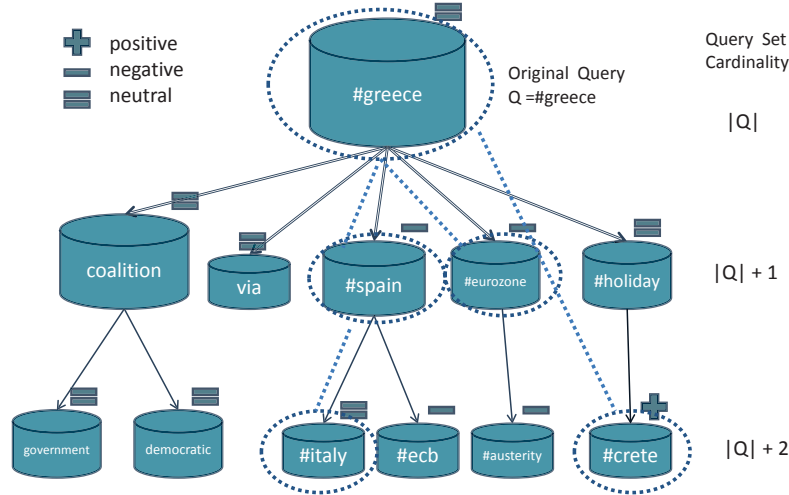 positive
negative
neutral
#greece
Original Query
Q =#greece
Query Set
Cardinality
|Q|
coalition
via
#spain
#eurozone
#holiday
|Q| + 1
government
democratic
#italy
#ecb
#austerity
#crete
|Q| + 2